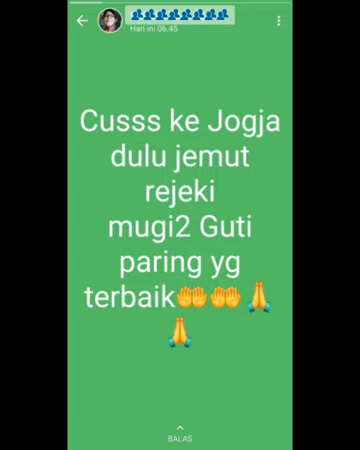 Hari ini 06.45
Cusss ke Jogja
dulu jemut
rejeki
mugi2 Guti
paring yg
terbaik🤲🤲🙏
🙏
BALAS